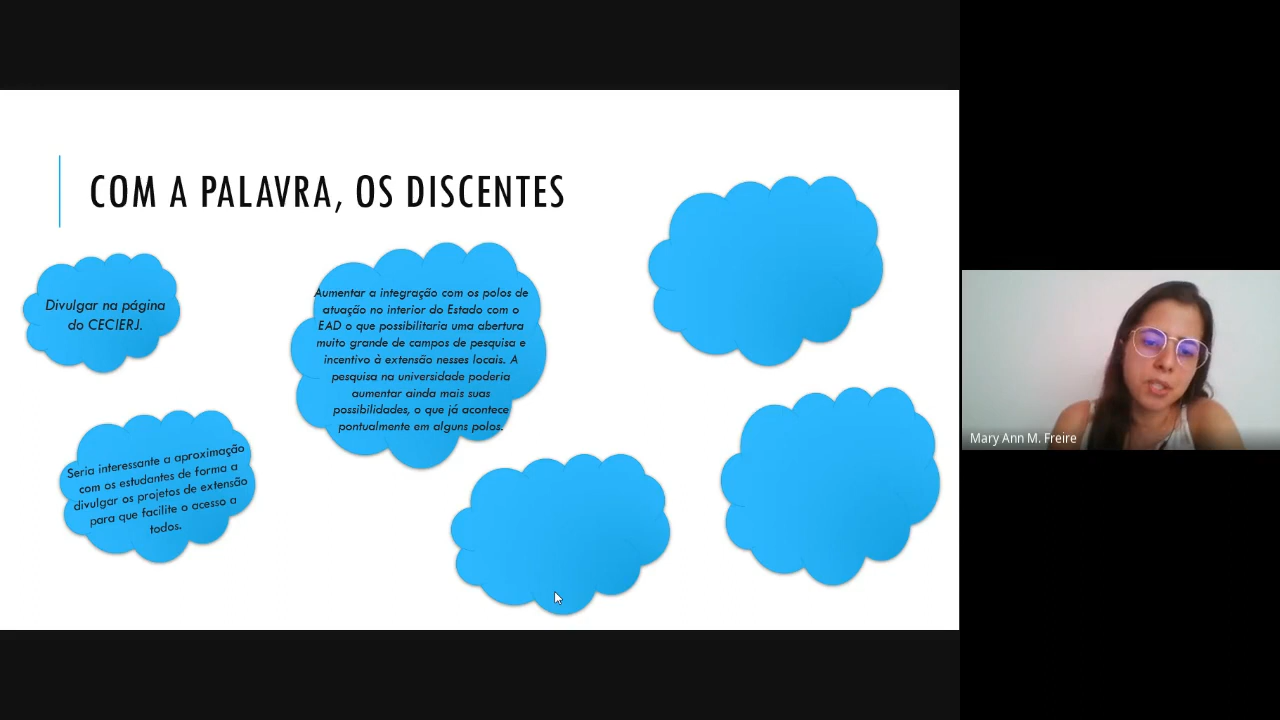 COM A PALAVRA, OS DISCENTES
Divulgar na página
do CECIERJ.
Aumentar a integração com os polos de
atuação no interior do Estado com o
EAD o que possibilitaria uma abertura
muito grande de campos de pesquisa e
incentivo à extensão nesses locais. A
pesquisa na universidade poderia
aumentar ainda mais suas
possibilidades, o que já acontece
pontualmente em alguns polos.
Seria interessante a aproximação
com os estudantes de forma a
divulgar os projetos de extensão
para que facilite o acesso a
todos.
Mary Ann M. Freire